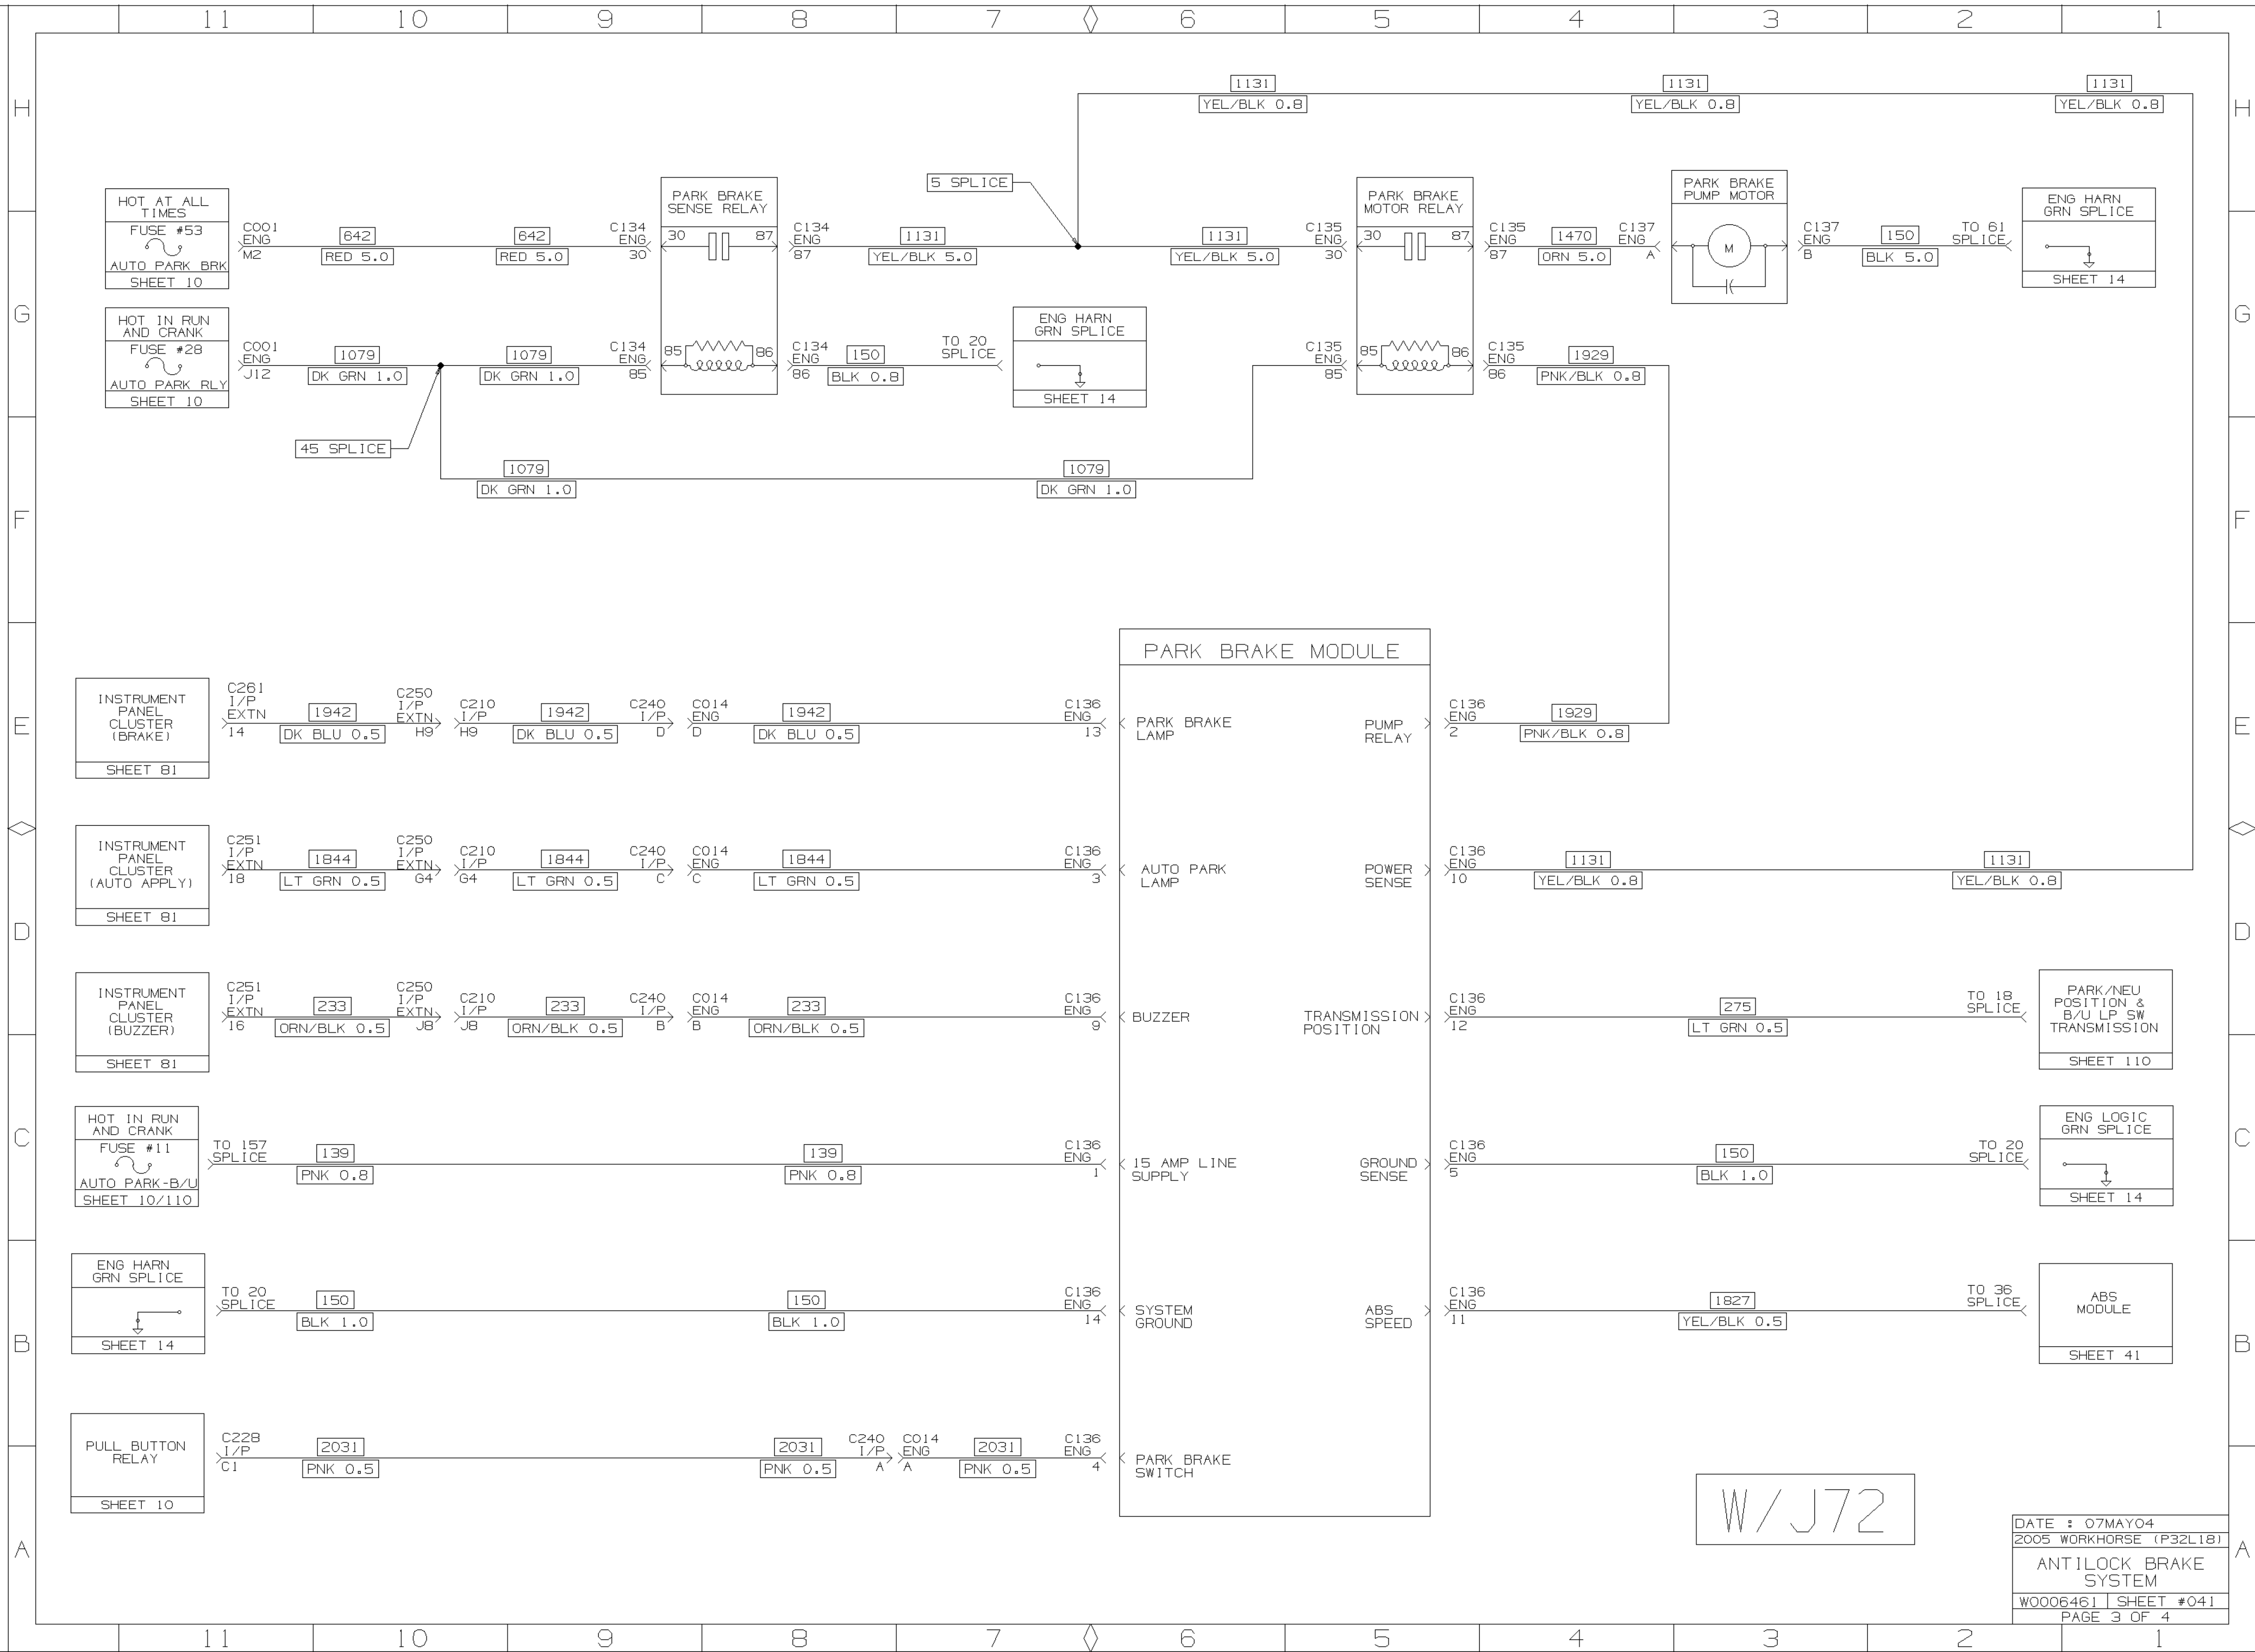 11 10 9 8 7 6 5 4 3 2 1
H H
G G
F F
E E
D D
C C
B B
A A
1131
YEL/BLK 0.8
1131
YEL/BLK 0.8
1131
YEL/BLK 0.8
HOT AT ALL
TIMES
FUSE #53
AUTO PARK BRK
SHEET 10
C001
ENG
M2
642
RED 5.0
642
RED 5.0
C134
ENG
30
PARK BRAKE
SENSE RELAY
30 87
85 86
C134
ENG
87
1131
YEL/BLK 5.0
5 SPLICE
1131
YEL/BLK 5.0
C135
ENG
30
PARK BRAKE
MOTOR RELAY
30 87
85 86
C135
ENG
87
1470
ORN 5.0
C137
ENG
A
PARK BRAKE
PUMP MOTOR
M
C137
ENG
B
150
BLK 5.0
TO 61
SPLICE
ENG HARN
GRN SPLICE
SHEET 14
HOT IN RUN
AND CRANK
FUSE #28
AUTO PARK RLY
SHEET 10
C001
ENG
J12
1079
DK GRN 1.0
1079
DK GRN 1.0
C134
ENG
85
C134
ENG
86
150
BLK 0.8
TO 20
SPLICE
ENG HARN
GRN SPLICE
SHEET 14
C135
ENG
85
C135
ENG
86
1929
PNK/BLK 0.8
45 SPLICE
1079
DK GRN 1.0
1079
DK GRN 1.0
PARK BRAKE MODULE
INSTRUMENT
PANEL
CLUSTER
(BRAKE)
SHEET 81
C261
I/P
EXTN
14
1942
DK BLU 0.5
C250
I/P
EXTN
H9
C210
I/P
H9
1942
DK BLU 0.5
C240
I/P
D
C014
ENG
D
1942
DK BLU 0.5
C136
ENG
13
PARK BRAKE
LAMP
PUMP
RELAY
C136
ENG
2
1929
PNK/BLK 0.8
INSTRUMENT
PANEL
CLUSTER
(AUTO APPLY)
SHEET 81
C251
I/P
EXTN
18
1844
LT GRN 0.5
C250
I/P
EXTN
G4
C210
I/P
G4
1844
LT GRN 0.5
C240
I/P
C
C014
ENG
C
1844
LT GRN 0.5
C136
ENG
3
AUTO PARK
LAMP
POWER
SENSE
C136
ENG
10
1131
YEL/BLK 0.8
1131
YEL/BLK 0.8
INSTRUMENT
PANEL
CLUSTER
(BUZZER)
SHEET 81
C251
I/P
EXTN
16
233
ORN/BLK 0.5
C250
I/P
EXTN
J8
C210
I/P
J8
233
ORN/BLK 0.5
C240
I/P
B
C014
ENG
B
233
ORN/BLK 0.5
C136
ENG
9
BUZZER
TRANSMISSION
POSITION
C136
ENG
12
275
LT GRN 0.5
TO 18
SPLICE
PARK/NEU
POSITION &
B/U LP SW
TRANSMISSION
SHEET 110
HOT IN RUN
AND CRANK
FUSE #11
AUTO PARK-B/U
SHEET 10/110
TO 157
SPLICE
139
PNK 0.8
139
PNK 0.8
C136
ENG
1
15 AMP LINE
SUPPLY
GROUND
SENSE
C136
ENG
5
150
BLK 1.0
TO 20
SPLICE
ENG LOGIC
GRN SPLICE
SHEET 14
ENG HARN
GRN SPLICE
SHEET 14
TO 20
SPLICE
150
BLK 1.0
150
BLK 1.0
C136
ENG
14
SYSTEM
GROUND
ABS
SPEED
C136
ENG
11
1827
YEL/BLK 0.5
TO 36
SPLICE
ABS
MODULE
SHEET 41
PULL BUTTON
RELAY
SHEET 10
C228
I/P
C1
2031
PNK 0.5
2031
PNK 0.5
C240
I/P
A
C014
ENG
A
2031
PNK 0.5
C136
ENG
4
PARK BRAKE
SWITCH
W/J72
DATE : 07MAY04
2005 WORKHORSE (P32L18)
ANTILOCK BRAKE
SYSTEM
W0006461 SHEET #041
PAGE 3 OF 4
11 10 9 8 7 6 5 4 3 2 1